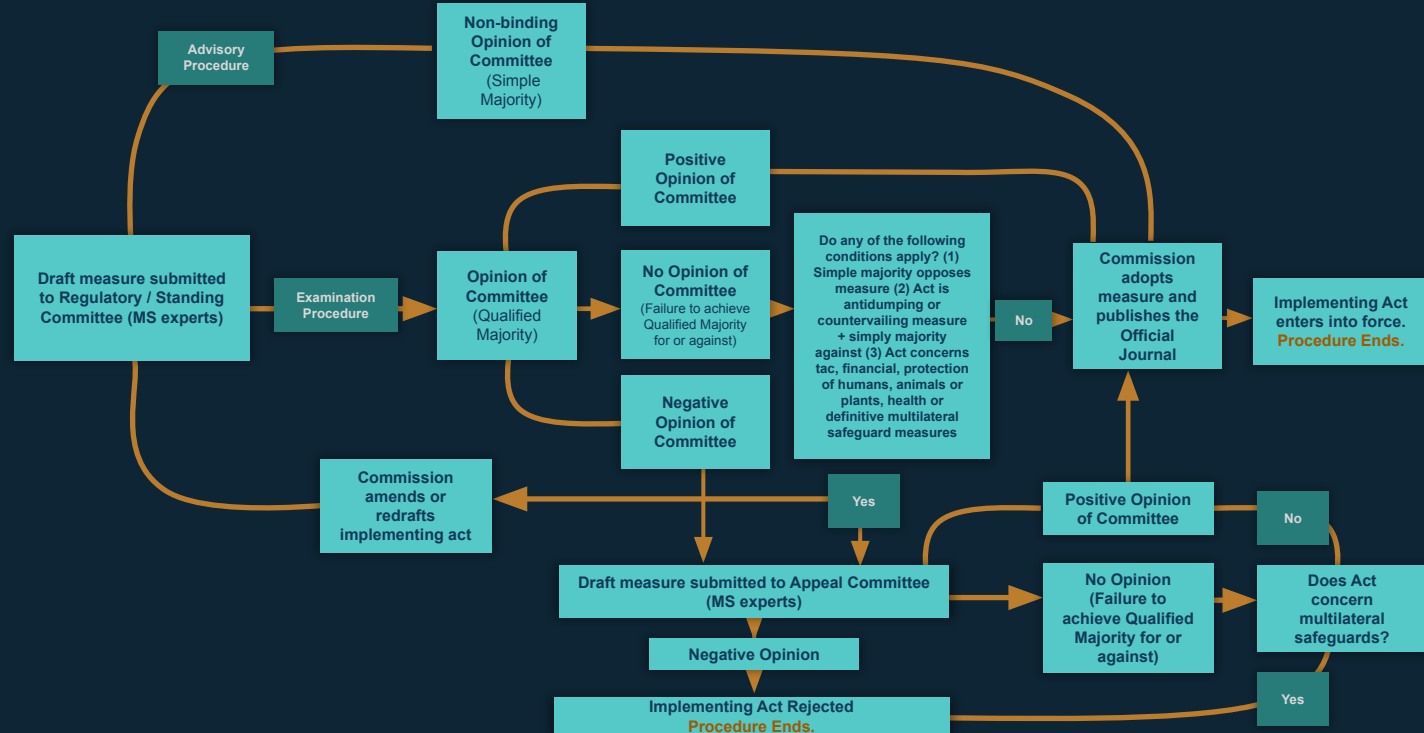 Non-binding
Opinion of
Committee
(Simple
Majority)
Advisory
Procedure
Positive
Opinion of
Committee
Draft measure submitted
to Regulatory / Standing
Committee (MS experts)
Examination
Procedure
Opinion of
Committee
(Qualified
Majority)
No Opinion of
Committee
(Failure to achieve
Qualified Majority
for or against)
Do any of the following
conditions apply? (1)
Simple majority opposes
measure (2) Act is
antidumping or
countervailing measure
+ simply majority
against (3) Act concerns
tac, financial, protection
of humans, animals or
plants, health or
definitive multilateral
safeguard measures
No
Commission
adopts
measure and
publishes the
Official
Journal
Implementing Act
enters into force.
Procedure Ends.
Negative
Opinion of
Committee
Commission
amends or
redrafts
implementing act
Yes
Positive Opinion
of Committee
No
Draft measure submitted to Appeal Committee
(MS experts)
No Opinion
(Failure to
achieve Qualified
Majority for or
against)
Does Act
concern
multilateral
safeguards?
Negative Opinion
Yes
Implementing Act Rejected
Procedure Ends.